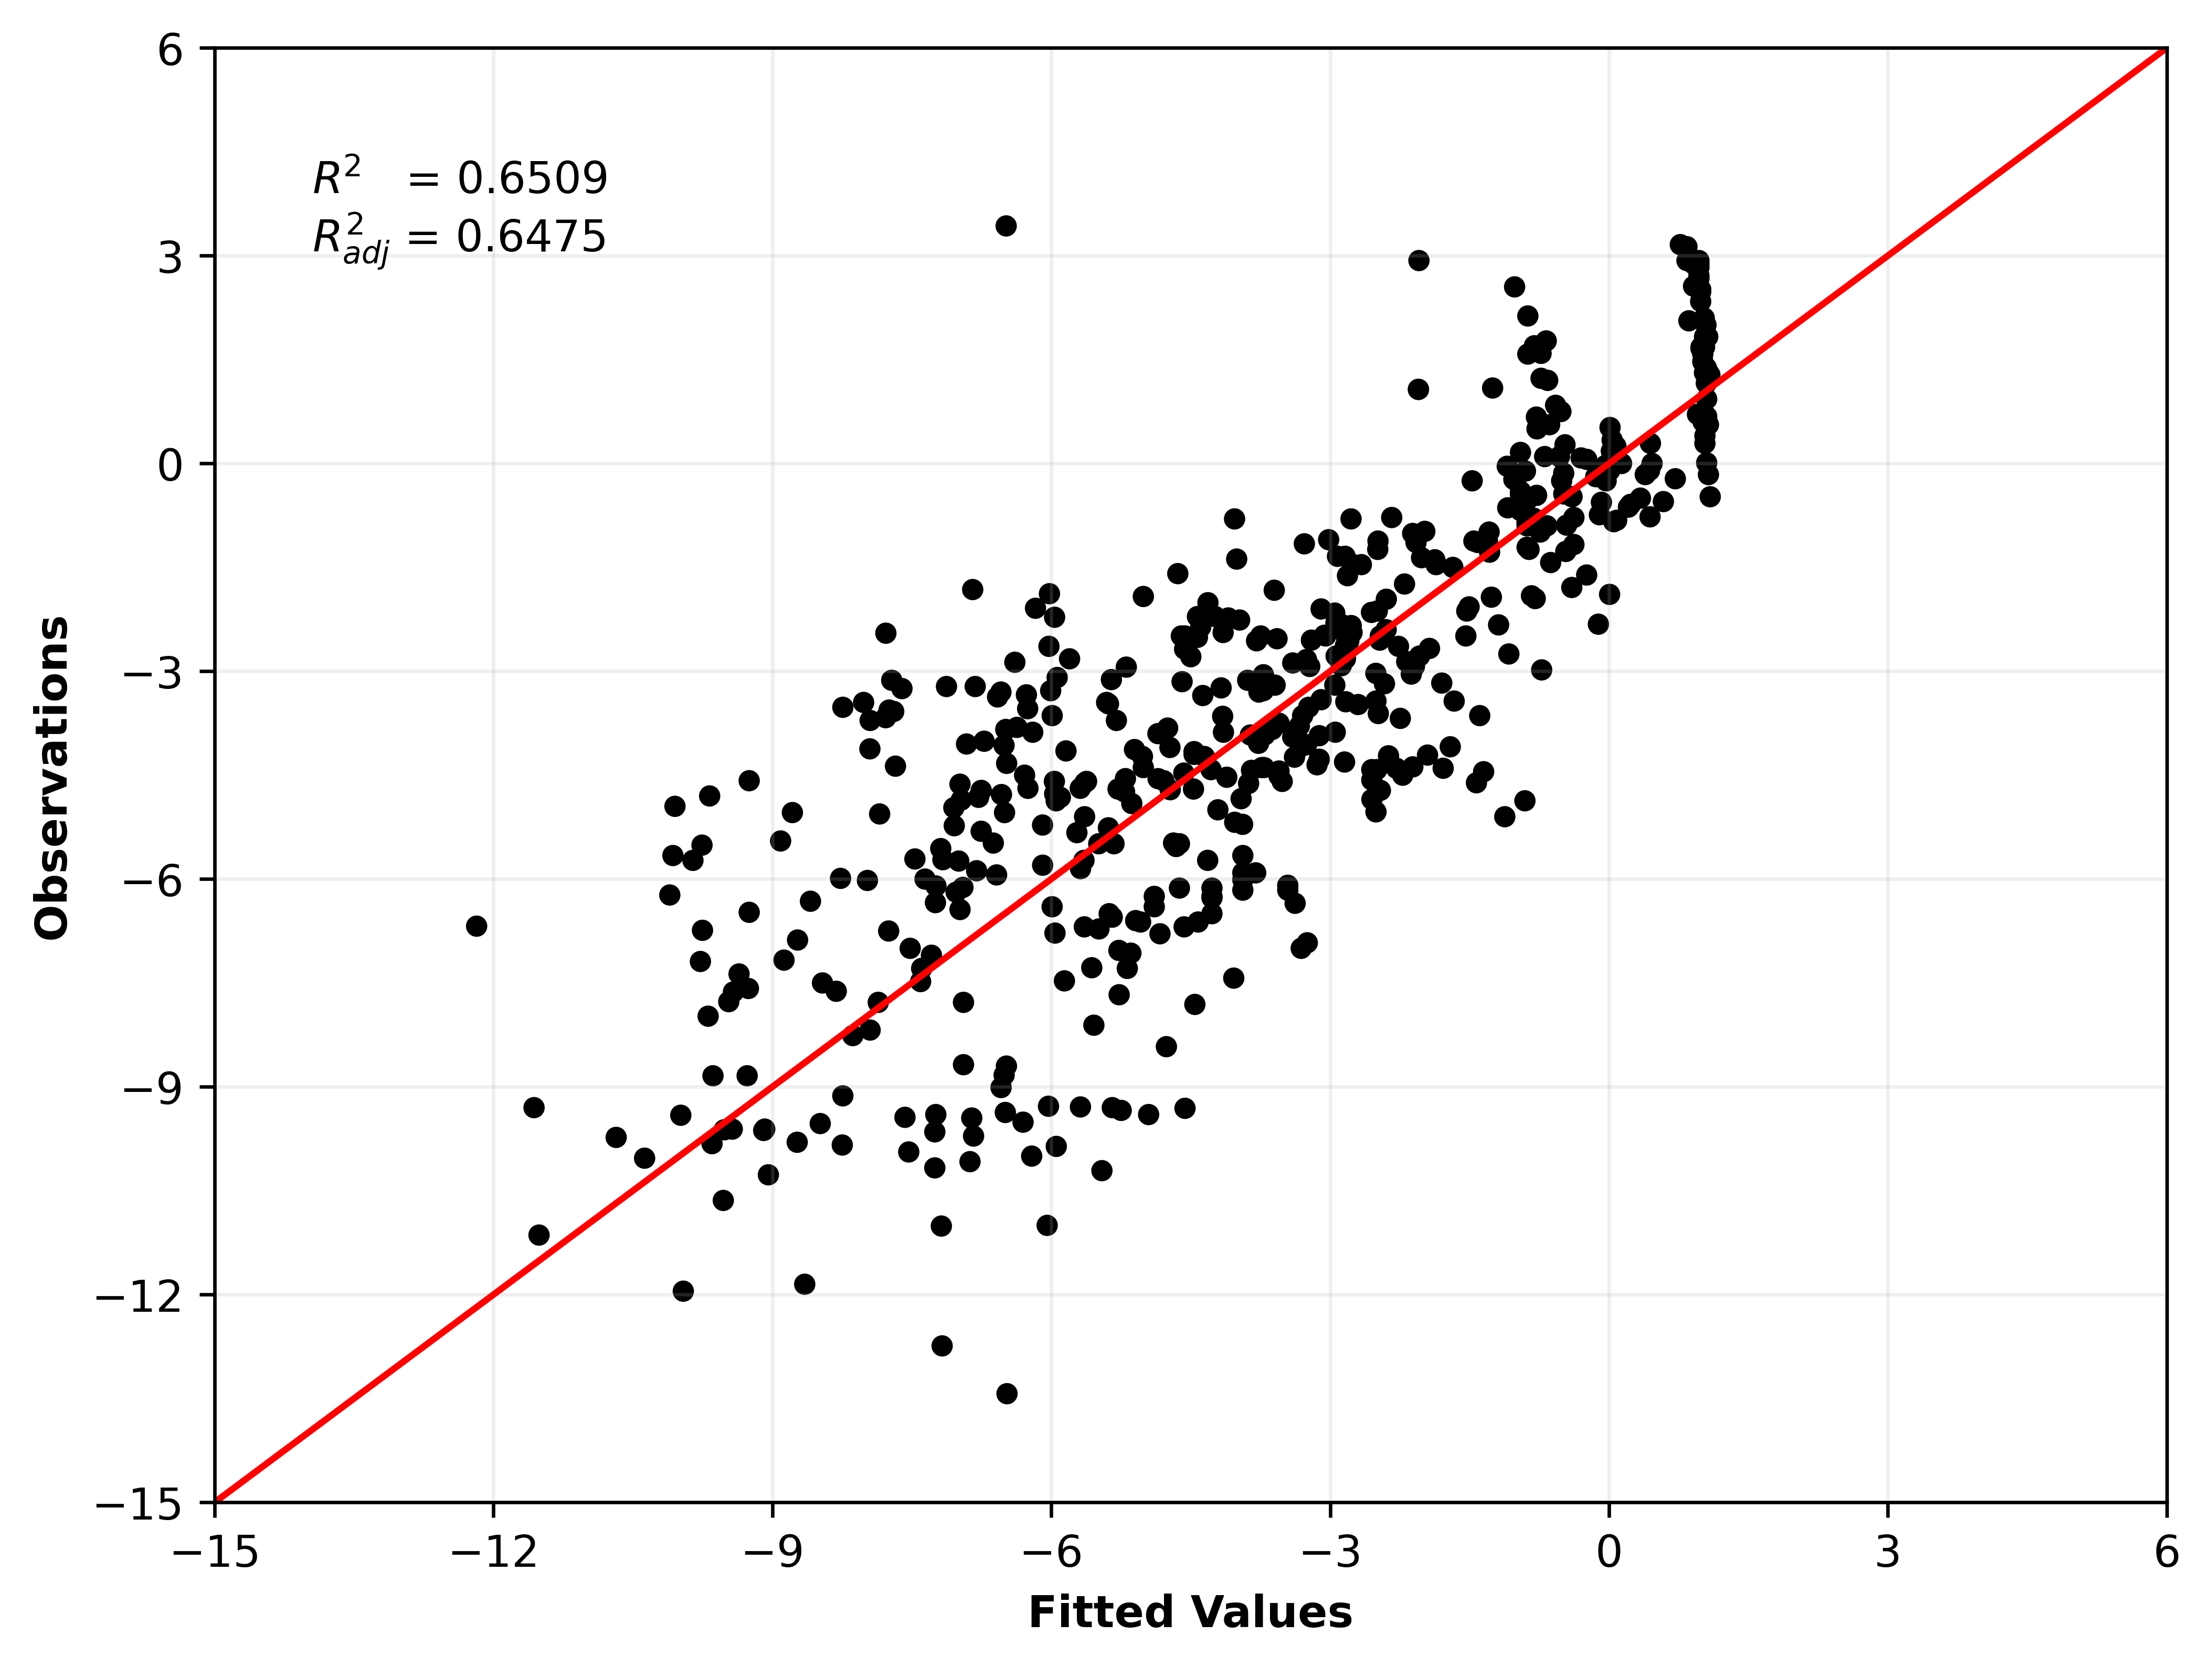 6
3
0
−3
−6
−9
−12
−15
Observations
R² = 0.6509
R²adj = 0.6475
−15 −12 −9 −6 −3 0 3 6
Fitted Values